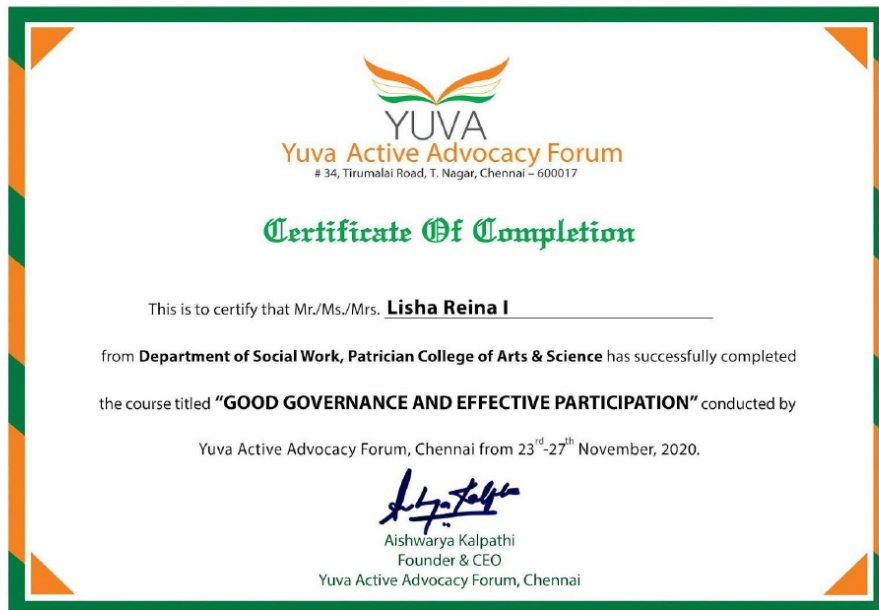 YUVA
Yuva Active Advocacy Forum
# 34, Tirumalai Road, T. Nagar, Chennai – 600017
Certificate Of Completion
This is to certify that Mr./Ms./Mrs. Lisha Reina I
from Department of Social Work, Patrician College of Arts & Science has successfully completed
the course titled “GOOD GOVERNANCE AND EFFECTIVE PARTICIPATION” conducted by
Yuva Active Advocacy Forum, Chennai from 23rd-27th November, 2020.
Aishwarya Kalpathi
Founder & CEO
Yuva Active Advocacy Forum, Chennai